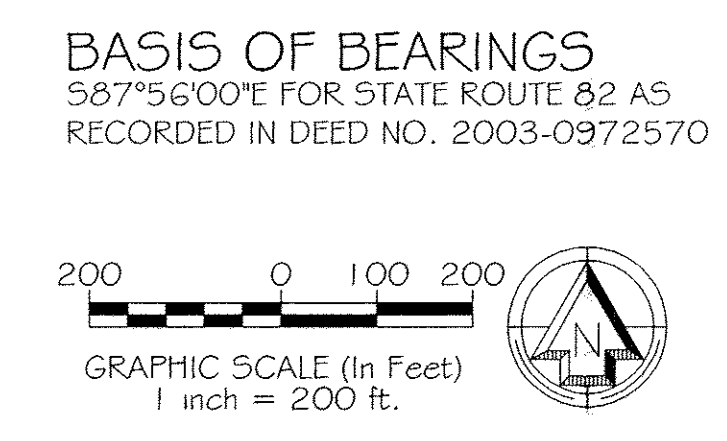 BASIS OF BEARINGS
S87°56'00"E FOR STATE ROUTE 82 AS
RECORDED IN DEED NO. 2003-0972570
200 0 100 200
GRAPHIC SCALE (In Feet)
1 inch = 200 ft.
N